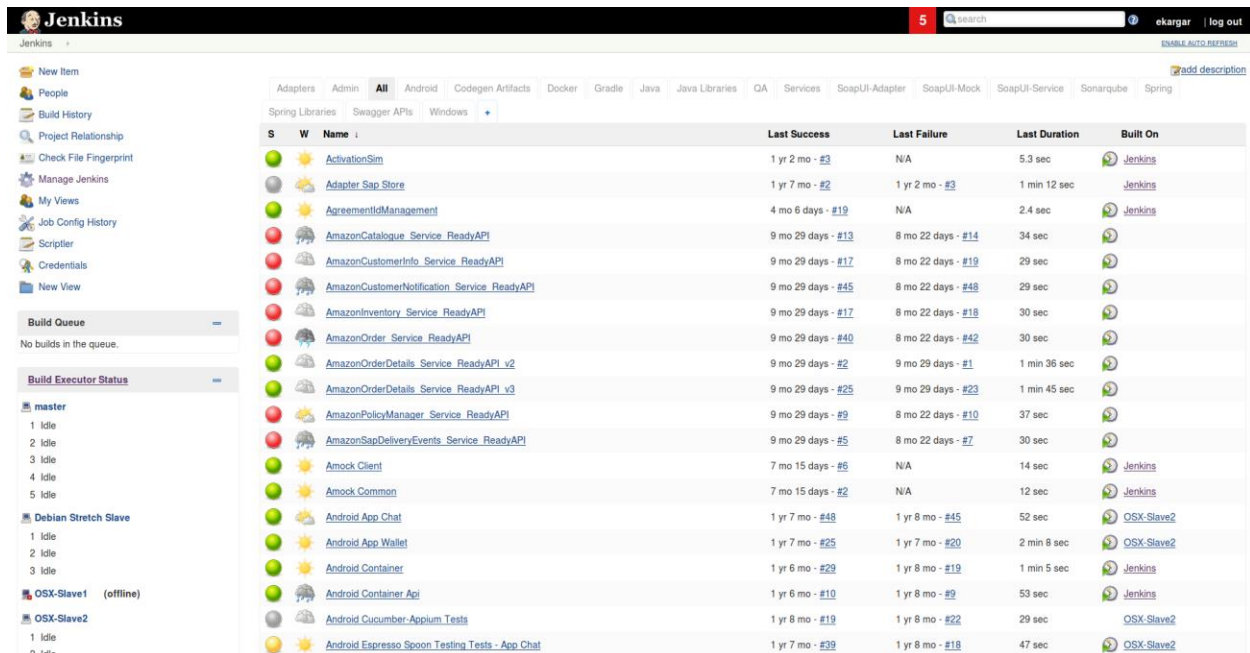 Jenkins
5
search
ekargar | log out
Jenkins
ENABLE AUTO REFRESH
New Item
People
Build History
Project Relationship
Check File Fingerprint
Manage Jenkins
My Views
Job Config History
Scriptler
Credentials
New View
Build Queue
No builds in the queue.
Build Executor Status
master
1 Idle
2 Idle
3 Idle
4 Idle
5 Idle
Debian Stretch Slave
1 Idle
2 Idle
3 Idle
OSX-Slave1 (offline)
OSX-Slave2
1 Idle
add description
Adapters Admin All Android Codegen Artifacts Docker Gradle Java Java Libraries QA Services SoapUI-Adapter SoapUI-Mock SoapUI-Service Sonarqube Spring
Spring Libraries Swagger APIs Windows +
S W Name ↓ Last Success Last Failure Last Duration Built On
ActivationSim 1 yr 2 mo - #3 N/A 5.3 sec Jenkins
Adapter Sap Store 1 yr 7 mo - #2 1 yr 2 mo - #3 1 min 12 sec Jenkins
AgreementIdManagement 4 mo 6 days - #19 N/A 2.4 sec Jenkins
AmazonCatalogue_Service_ReadyAPI 9 mo 29 days - #13 8 mo 22 days - #14 34 sec
AmazonCustomerInfo_Service_ReadyAPI 9 mo 29 days - #17 8 mo 22 days - #19 29 sec
AmazonCustomerNotification_Service_ReadyAPI 9 mo 29 days - #45 8 mo 22 days - #48 29 sec
AmazonInventory_Service_ReadyAPI 9 mo 29 days - #17 8 mo 22 days - #18 30 sec
AmazonOrder_Service_ReadyAPI 9 mo 29 days - #40 8 mo 22 days - #42 30 sec
AmazonOrderDetails_Service_ReadyAPI_v2 9 mo 29 days - #2 9 mo 29 days - #1 1 min 36 sec
AmazonOrderDetails_Service_ReadyAPI_v3 9 mo 29 days - #25 9 mo 29 days - #23 1 min 45 sec
AmazonPolicyManager_Service_ReadyAPI 9 mo 29 days - #9 8 mo 22 days - #10 37 sec
AmazonSapDeliveryEvents_Service_ReadyAPI 9 mo 29 days - #5 8 mo 22 days - #7 30 sec
Amock Client 7 mo 15 days - #6 N/A 14 sec Jenkins
Amock Common 7 mo 15 days - #2 N/A 12 sec Jenkins
Android App Chat 1 yr 7 mo - #48 1 yr 8 mo - #45 52 sec OSX-Slave2
Android App Wallet 1 yr 7 mo - #25 1 yr 7 mo - #20 2 min 8 sec OSX-Slave2
Android Container 1 yr 6 mo - #29 1 yr 8 mo - #19 1 min 5 sec Jenkins
Android Container Api 1 yr 6 mo - #10 1 yr 8 mo - #9 53 sec Jenkins
Android Cucumber-Appium Tests 1 yr 8 mo - #19 1 yr 8 mo - #22 29 sec OSX-Slave2
Android Espresso Spoon Testing Tests - App Chat 1 yr 7 mo - #39 1 yr 8 mo - #18 47 sec OSX-Slave2